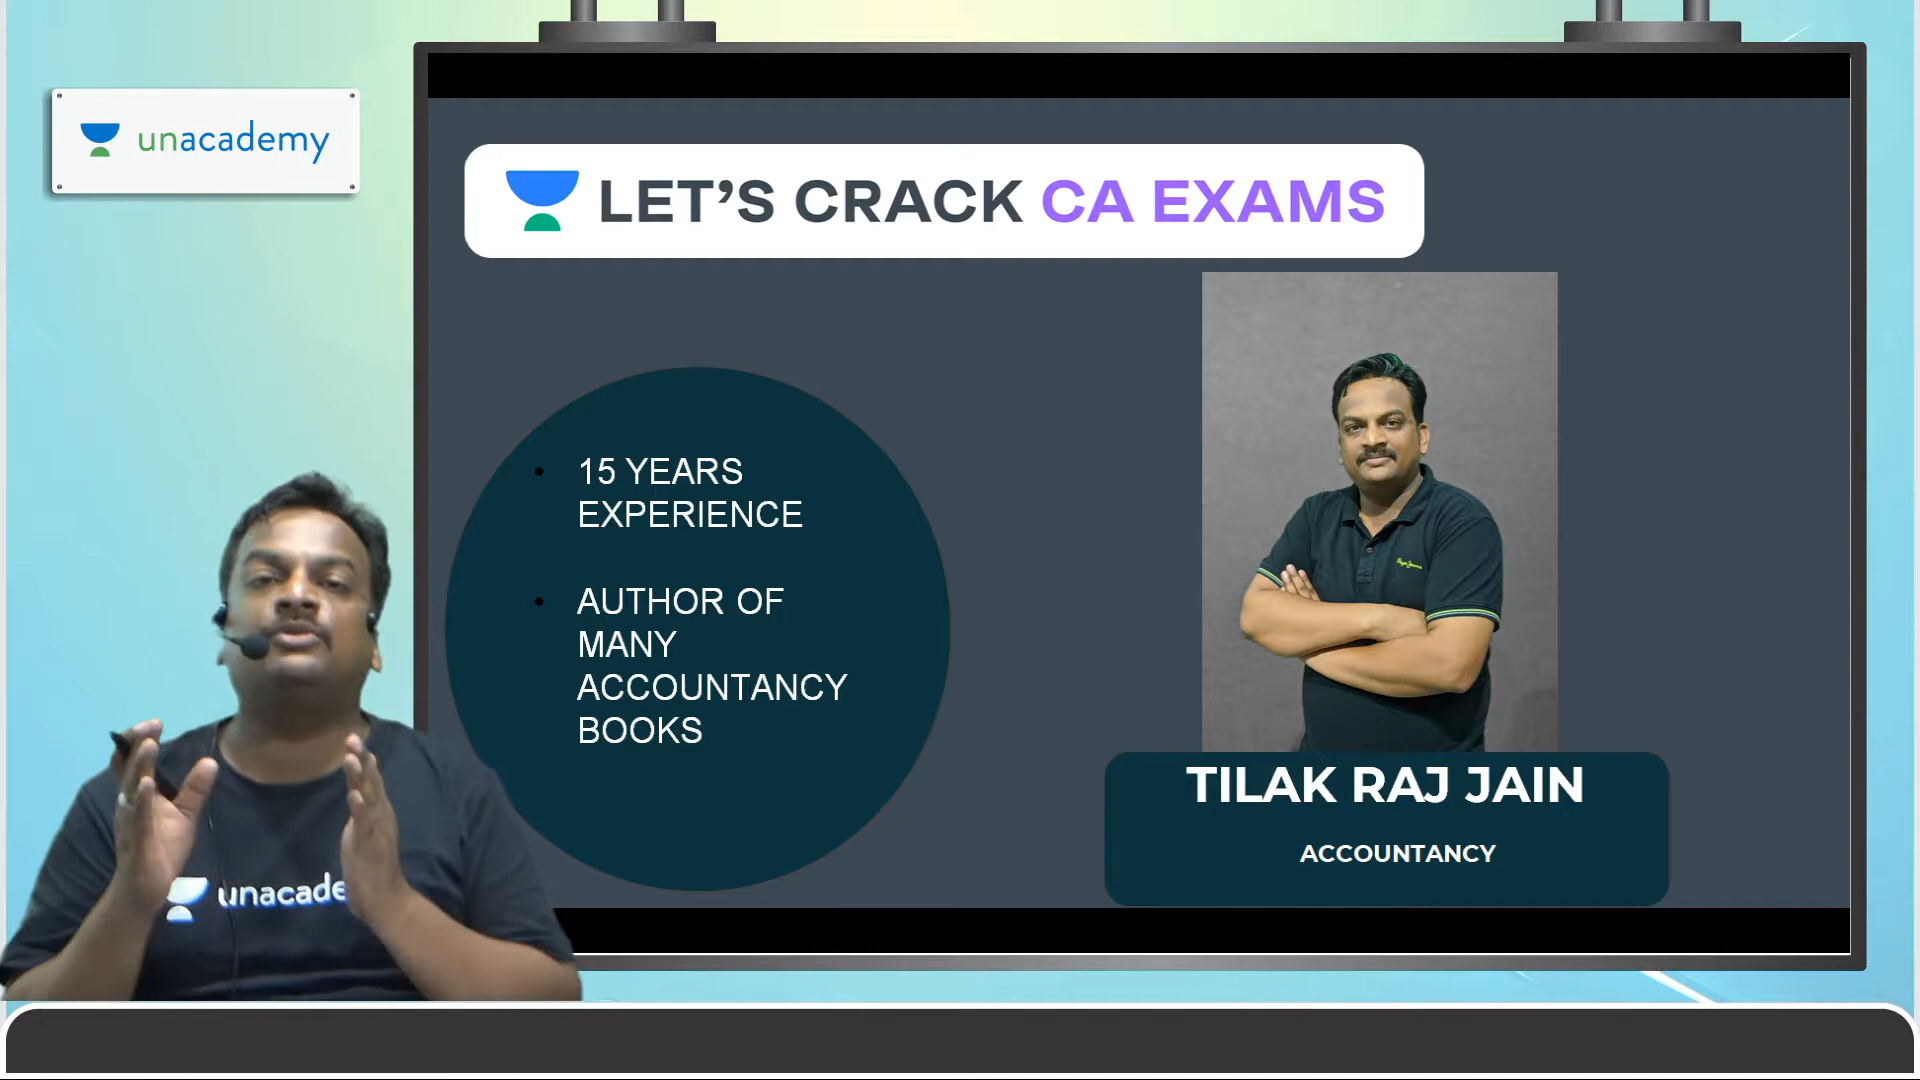 unacademy
LET'S CRACK CA EXAMS
• 15 YEARS
EXPERIENCE
• AUTHOR OF
MANY
ACCOUNTANCY
BOOKS
TILAK RAJ JAIN
ACCOUNTANCY
unacade